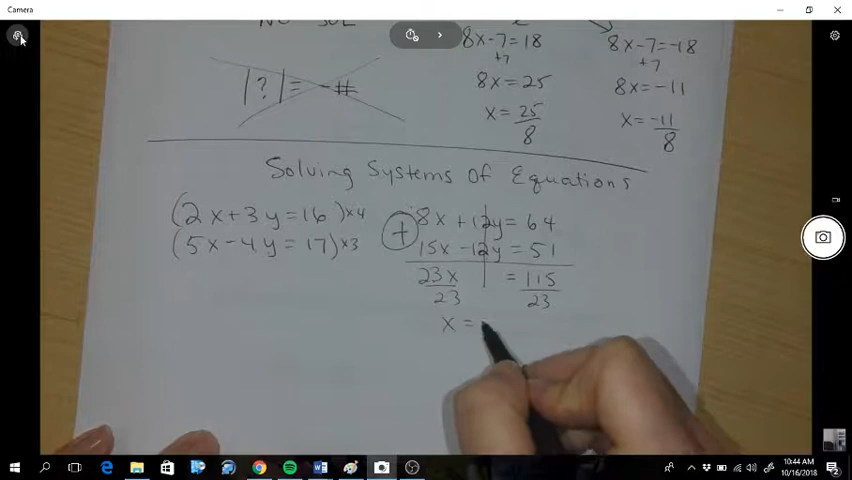 Camera
8x-7=18
+7
8x = 25
x = 25/8
8x-7=-18
+7
8x = -11
x = -11/8
|?| = -#
Solving Systems Of Equations
(2x+3y=16)x4
(5x-4y=17)x3
+
8x +12y= 64
15x -12y = 51
23x/23 = 115/23
x =
10:44 AM
10/16/2018